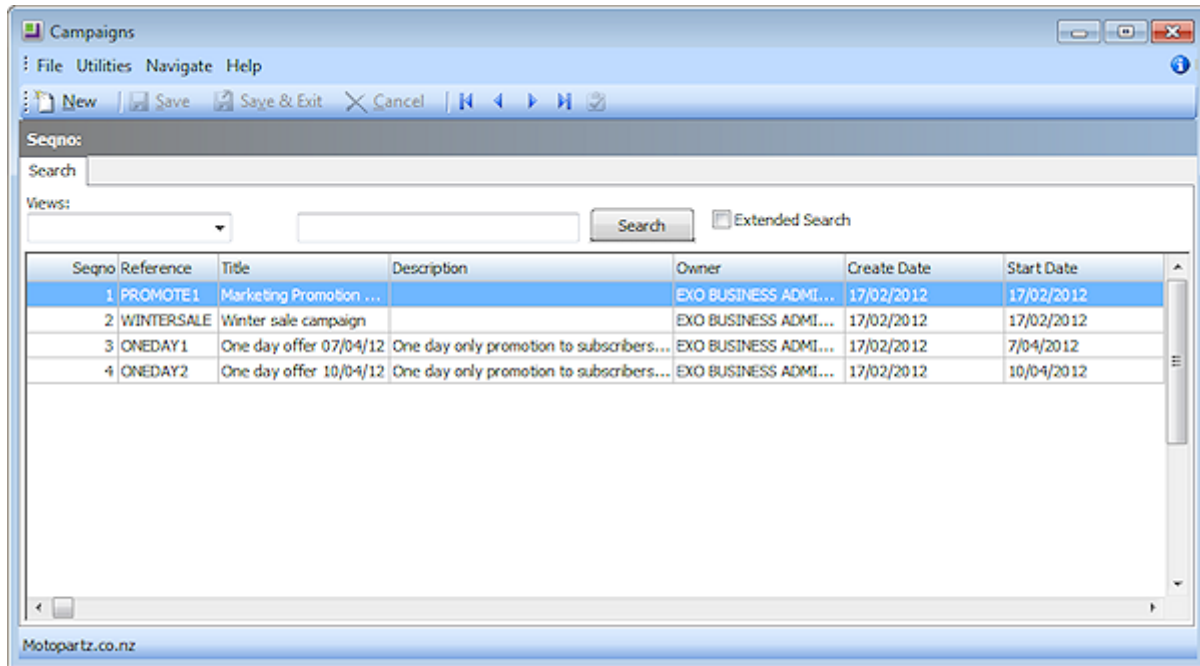 Campaigns
File Utilities Navigate Help
New Save Save & Exit Cancel
Seqno:
Search
Views:
Search Extended Search
Seqno Reference Title Description Owner Create Date Start Date
1 PROMOTE1 Marketing Promotion ... EXO BUSINESS ADMI... 17/02/2012 17/02/2012
2 WINTERSALE Winter sale campaign EXO BUSINESS ADMI... 17/02/2012 17/02/2012
3 ONEDAY1 One day offer 07/04/12 One day only promotion to subscribers... EXO BUSINESS ADMI... 17/02/2012 7/04/2012
4 ONEDAY2 One day offer 10/04/12 One day only promotion to subscribers... EXO BUSINESS ADMI... 17/02/2012 10/04/2012
Motopartz.co.nz